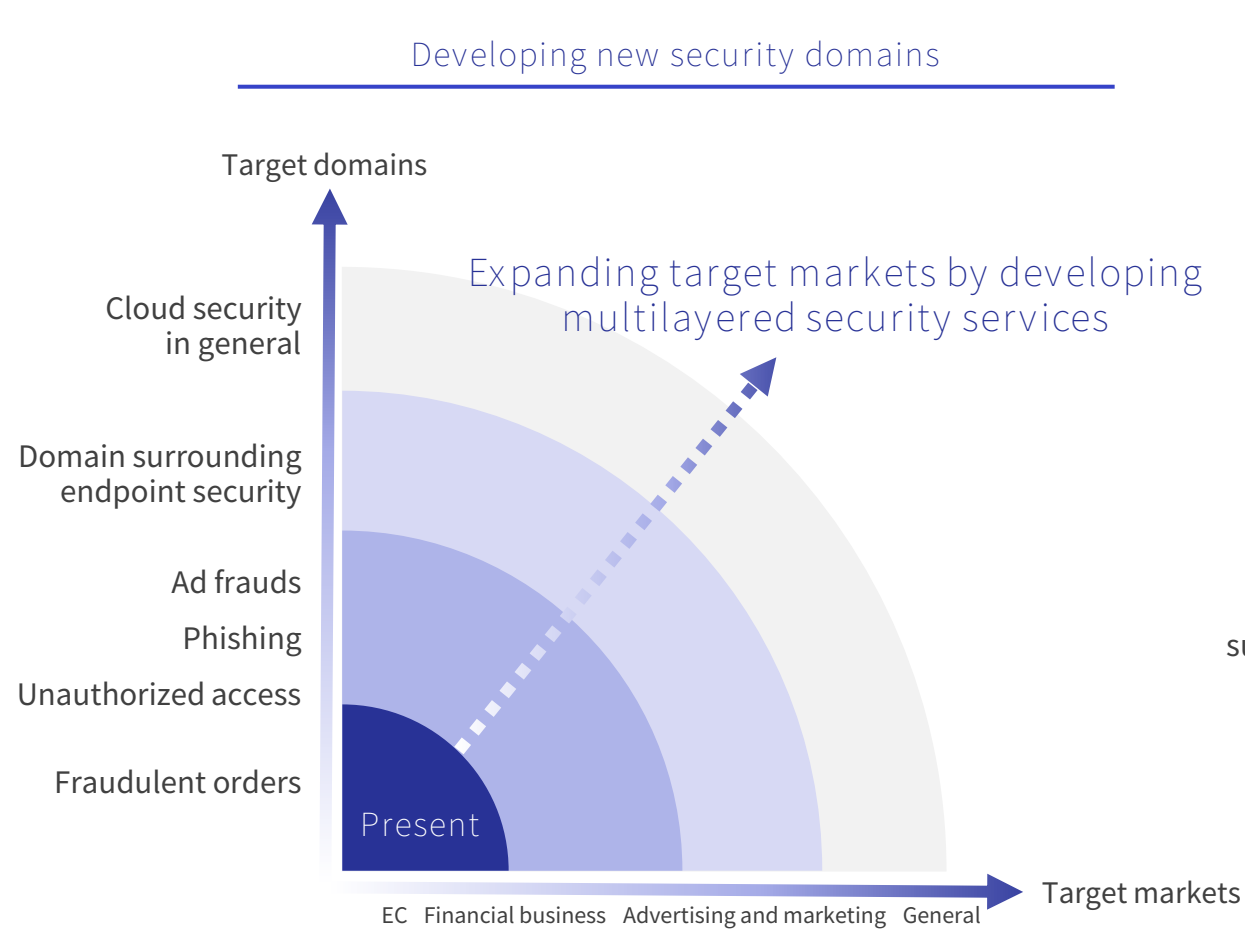 Developing new security domains
Target domains
Expanding target markets by developing
multilayered security services
Cloud security
in general
Domain surrounding
endpoint security
Ad frauds
Phishing
Unauthorized access
Fraudulent orders
Present
Target markets
EC Financial business Advertising and marketing General